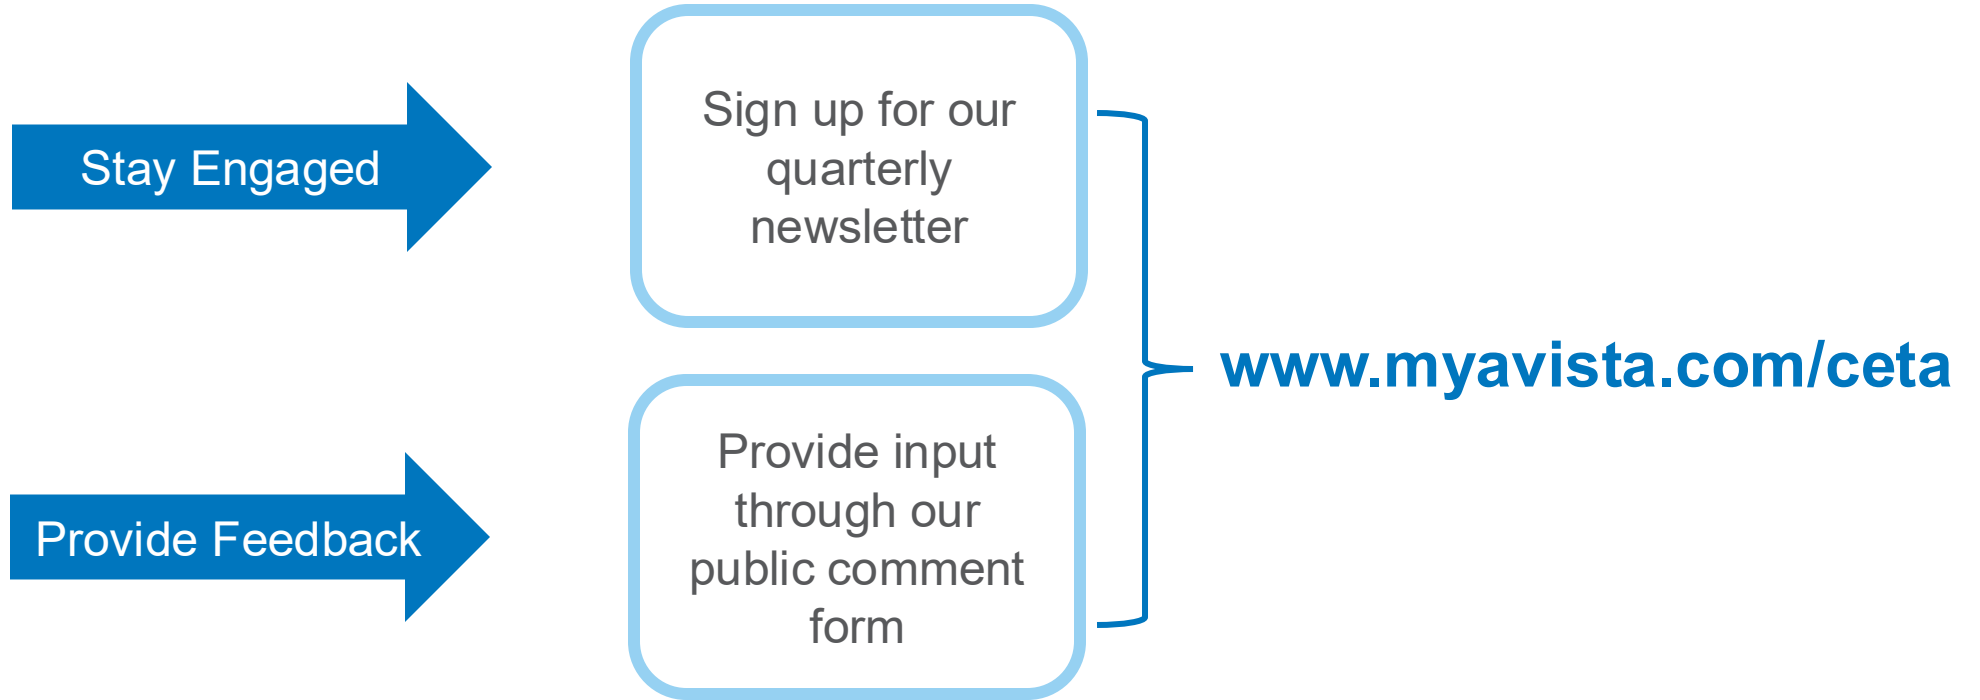 Stay Engaged
Sign up for our
quarterly
newsletter
www.myavista.com/ceta
Provide Feedback
Provide input
through our
public comment
form